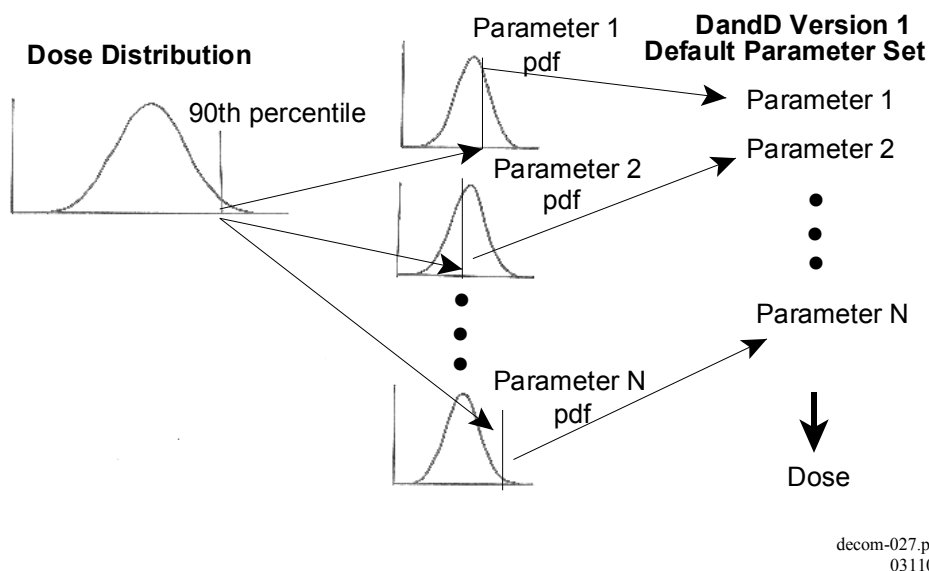 Dose Distribution
90th percentile
Parameter 1
pdf
Parameter 2
pdf
Parameter N
pdf
DandD Version 1
Default Parameter Set
Parameter 1
Parameter 2
Parameter N
Dose
decom-027.p
03110